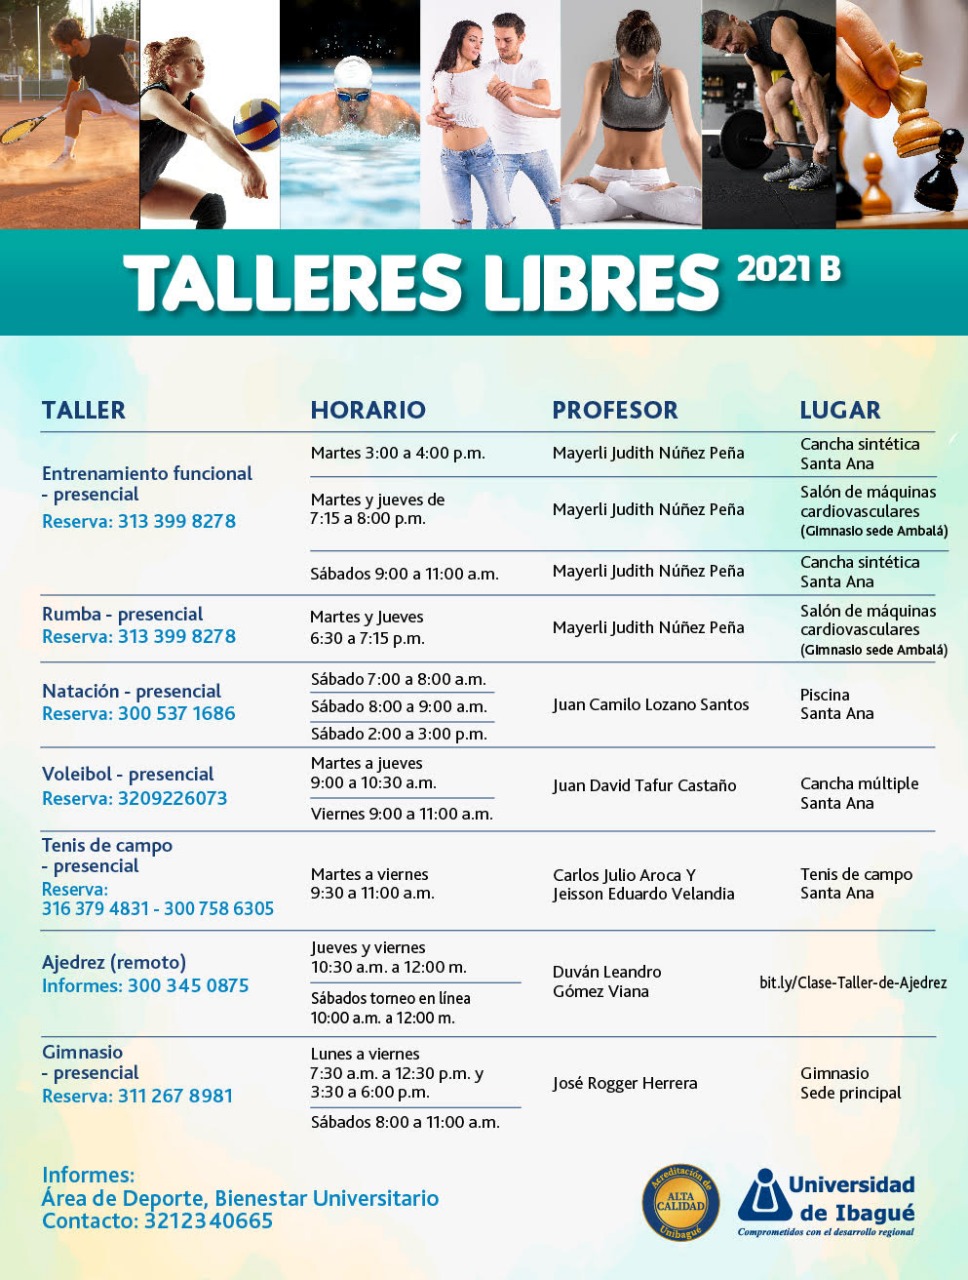 TALLERES LIBRES 2021 B
TALLER HORARIO PROFESOR LUGAR
Entrenamiento funcional
- presencial
Reserva: 313 399 8278
Martes 3:00 a 4:00 p.m.
Mayerli Judith Núñez Peña
Cancha sintética
Santa Ana
Martes y jueves de
7:15 a 8:00 p.m.
Mayerli Judith Núñez Peña
Salón de máquinas
cardiovasculares
(Gimnasio sede Ambalá)
Sábados 9:00 a 11:00 a.m.
Mayerli Judith Núñez Peña
Cancha sintética
Santa Ana
Rumba - presencial
Reserva: 313 399 8278
Martes y Jueves
6:30 a 7:15 p.m.
Mayerli Judith Núñez Peña
Salón de máquinas
cardiovasculares
(Gimnasio sede Ambalá)
Natación - presencial
Reserva: 300 537 1686
Sábado 7:00 a 8:00 a.m.
Sábado 8:00 a 9:00 a.m.
Sábado 2:00 a 3:00 p.m.
Juan Camilo Lozano Santos
Piscina
Santa Ana
Voleibol - presencial
Reserva: 3209226073
Martes a jueves
9:00 a 10:30 a.m.
Viernes 9:00 a 11:00 a.m.
Juan David Tafur Castaño
Cancha múltiple
Santa Ana
Tenis de campo
- presencial
Reserva:
316 379 4831 - 300 758 6305
Martes a viernes
9:30 a 11:00 a.m.
Carlos Julio Aroca Y
Jeisson Eduardo Velandia
Tenis de campo
Santa Ana
Ajedrez (remoto)
Informes: 300 345 0875
Jueves y viernes
10:30 a.m. a 12:00 m.
Sábados torneo en línea
10:00 a.m. a 12:00 m.
Duván Leandro
Gómez Viana
bit.ly/Clase-Taller-de-Ajedrez
Gimnasio
- presencial
Reserva: 311 267 8981
Lunes a viernes
7:30 a.m. a 12:30 p.m. y
3:30 a 6:00 p.m.
Sábados 8:00 a 11:00 a.m.
José Rogger Herrera
Gimnasio
Sede principal
Informes:
Área de Deporte, Bienestar Universitario
Contacto: 3212340665
Acreditación de
ALTA
CALIDAD
Unibagué
Universidad
de Ibagué
Comprometidos con el desarrollo regional